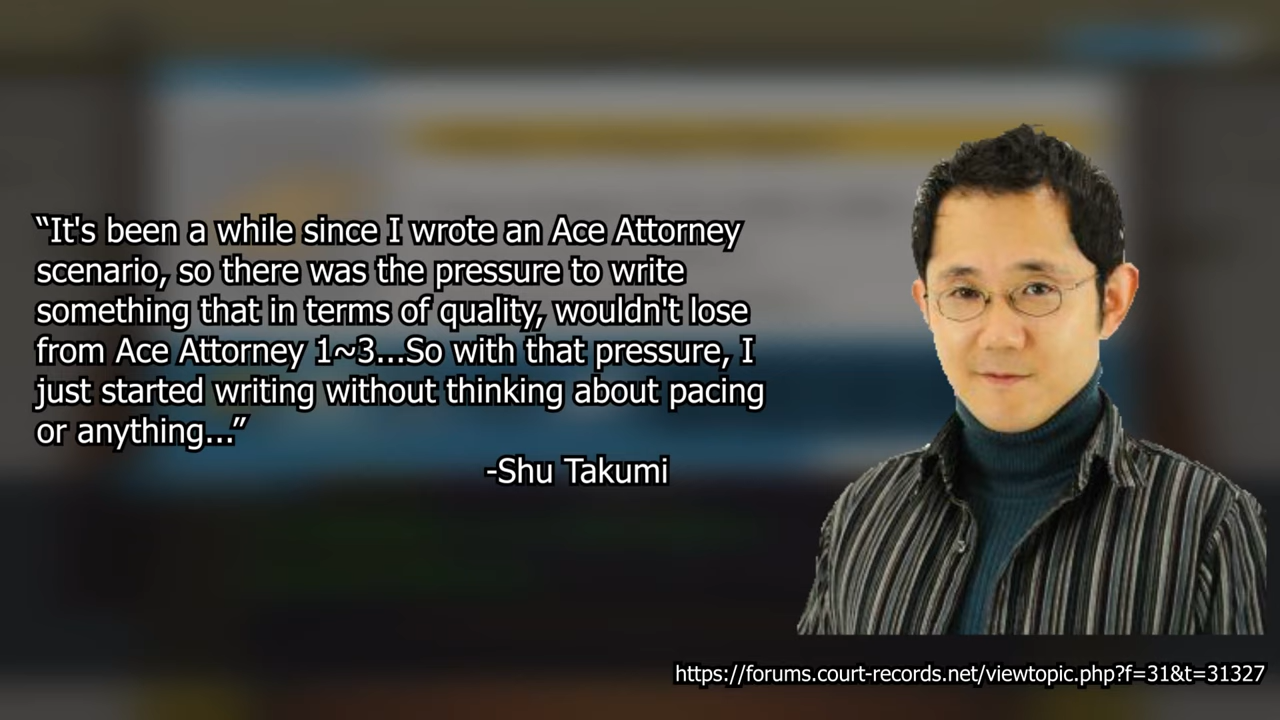 “It's been a while since I wrote an Ace Attorney
scenario, so there was the pressure to write
something that in terms of quality, wouldn't lose
from Ace Attorney 1~3...So with that pressure, I
just started writing without thinking about pacing
or anything...”
-Shu Takumi
https://forums.court-records.net/viewtopic.php?f=31&t=31327